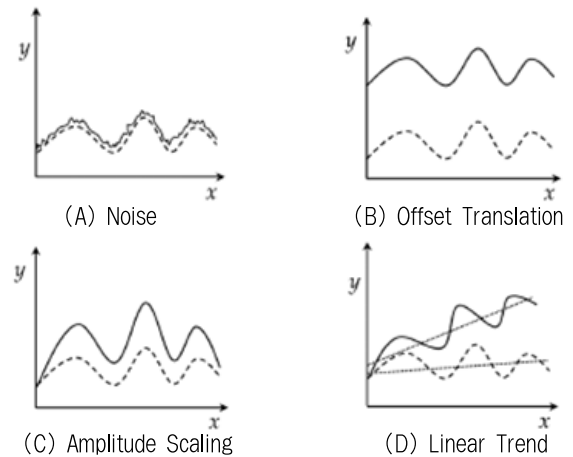 y
y
x
x
(A) Noise
(B) Offset Translation
y
y
x
x
(C) Amplitude Scaling
(D) Linear Trend